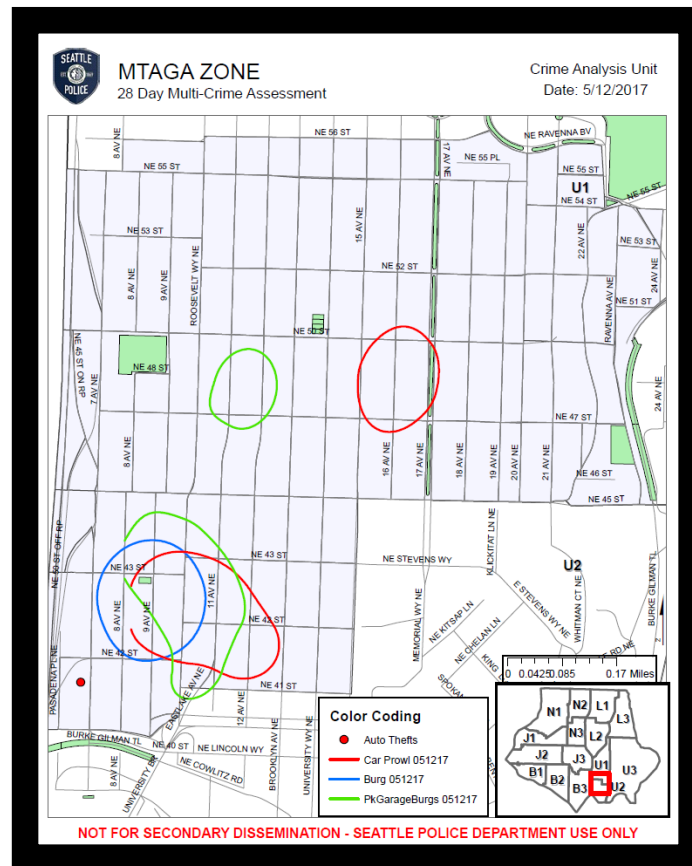 SEATTLE
POLICE
MTAGA ZONE
28 Day Multi-Crime Assessment
Crime Analysis Unit
Date: 5/12/2017
8 AV NE
NE 56 ST
17 AV NE
NE RAVENNA BV
NE 55 ST
NE 55 PL
NE 55 ST
U1
NE 54 ST
NE 55 ST
15 AV NE
NE 53 ST
22 AV NE
NE 53 ST
ROOSEVELT WY NE
NE 52 ST
8 AV NE
9 AV NE
RAVENNA AV NE
24 AV NE
NE 51 ST
NE 50 ST
NE 45 ST ON RP
NE 48 ST
7 AV NE
24 AV NE
NE 47 ST
8 AV NE
16 AV NE
17 AV NE
18 AV NE
19 AV NE
20 AV NE
21 AV NE
NE 46 ST
NE 45 ST
NE 50 ST OFF RP
KLICKITAT LN NE
NE 43 ST
NE STEVENS WY
U2
NE 43 ST
E STEVENS WY NE
WHITMAN CT NE
BURKE GILMAN TL
8 AV NE
9 AV NE
11 AV NE
NE KITSAP LN
NE 42 ST
MEMORIAL WY NE
NE CHELAN LN
NE 42 ST
KING L
RD NE
PASADENA PL NE
NE 41 ST
SPOKAN
0 0.0425 0.085 0.17 Miles
EASTLAKE AV NE
12 AV NE
BURKE GILMAN TL
NE 40 ST
NE LINCOLN WY
BROOKLYN AV NE
UNIVERSITY WY
NE COWLITZ RD
8 AV NE
UNIVERSITY BR
Color Coding
Auto Thefts
Car Prowl 051217
Burg 051217
PkGarageBurgs 051217
N1
N2
L1
L3
J1
N3
L2
J2
J3
U1
U3
B1
B2
B3
U2
NOT FOR SECONDARY DISSEMINATION - SEATTLE POLICE DEPARTMENT USE ONLY